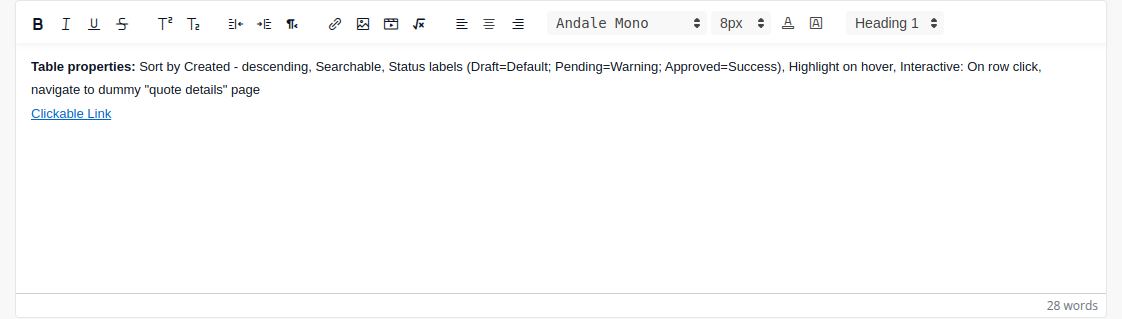 B I U S T² T₂ Andale Mono 8px A A Heading 1
Table properties: Sort by Created - descending, Searchable, Status labels (Draft=Default; Pending=Warning; Approved=Success), Highlight on hover, Interactive: On row click,
navigate to dummy "quote details" page
Clickable Link
28 words